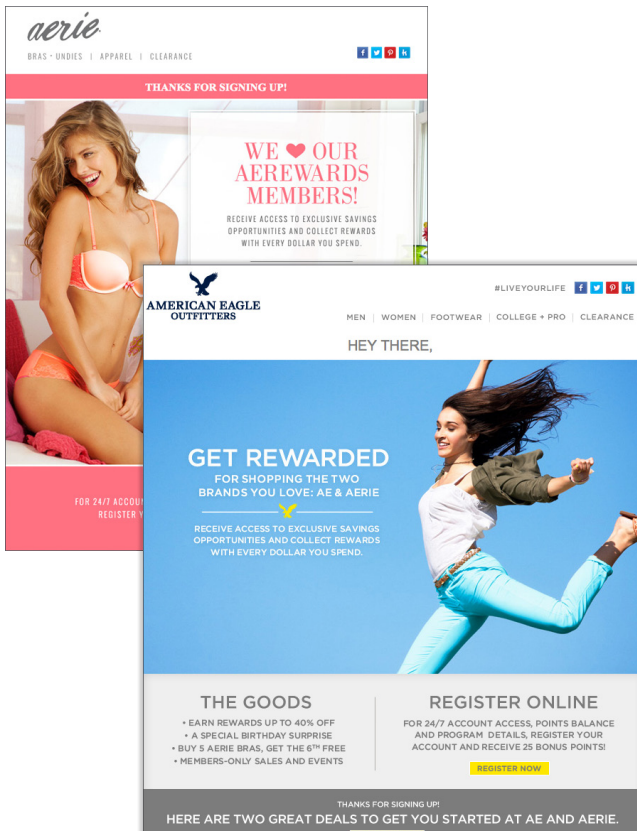 aerie
BRAS + UNDIES | APPAREL | CLEARANCE
THANKS FOR SIGNING UP!
WE ♥ OUR
AEREWARDS
MEMBERS!
RECEIVE ACCESS TO EXCLUSIVE SAVINGS
OPPORTUNITIES AND COLLECT REWARDS
WITH EVERY DOLLAR YOU SPEND.
FOR 24/7 ACCOU
REGISTER Y
AMERICAN EAGLE
OUTFITTERS
#LIVEYOURLIFE
MEN | WOMEN | FOOTWEAR | COLLEGE + PRO | CLEARANCE
HEY THERE,
GET REWARDED
FOR SHOPPING THE TWO
BRANDS YOU LOVE: AE & AERIE
RECEIVE ACCESS TO EXCLUSIVE SAVINGS
OPPORTUNITIES AND COLLECT REWARDS
WITH EVERY DOLLAR YOU SPEND.
THE GOODS
• EARN REWARDS UP TO 40% OFF
• A SPECIAL BIRTHDAY SURPRISE
• BUY 5 AERIE BRAS, GET THE 6TH FREE
• MEMBERS-ONLY SALES AND EVENTS
REGISTER ONLINE
FOR 24/7 ACCOUNT ACCESS, POINTS BALANCE
AND PROGRAM DETAILS, REGISTER YOUR
ACCOUNT AND RECEIVE 25 BONUS POINTS!
REGISTER NOW
THANKS FOR SIGNING UP!
HERE ARE TWO GREAT DEALS TO GET YOU STARTED AT AE AND AERIE.